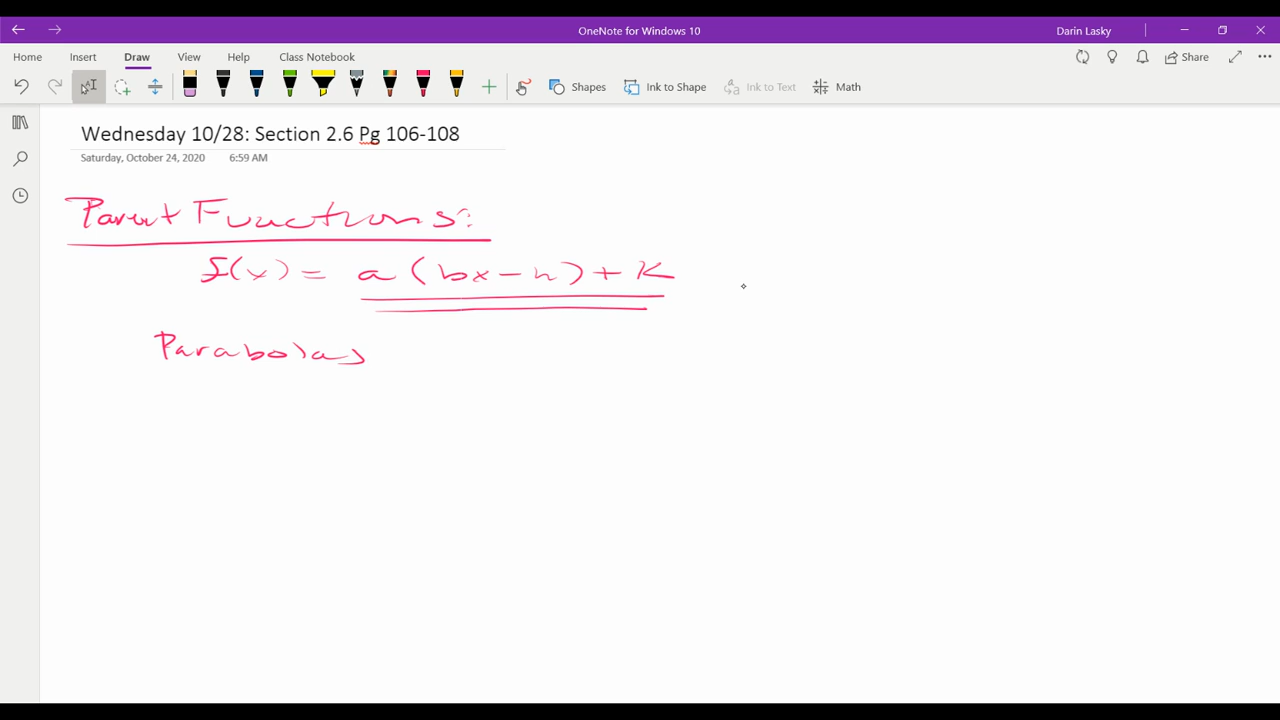 OneNote for Windows 10
Darin Lasky
Home Insert Draw View Help Class Notebook
Share
Shapes Ink to Shape Ink to Text Math
Wednesday 10/28: Section 2.6 Pg 106-108
Saturday, October 24, 2020 6:59 AM
Parent Functions:
f(x) = a(bx-h)+K
Parabolas